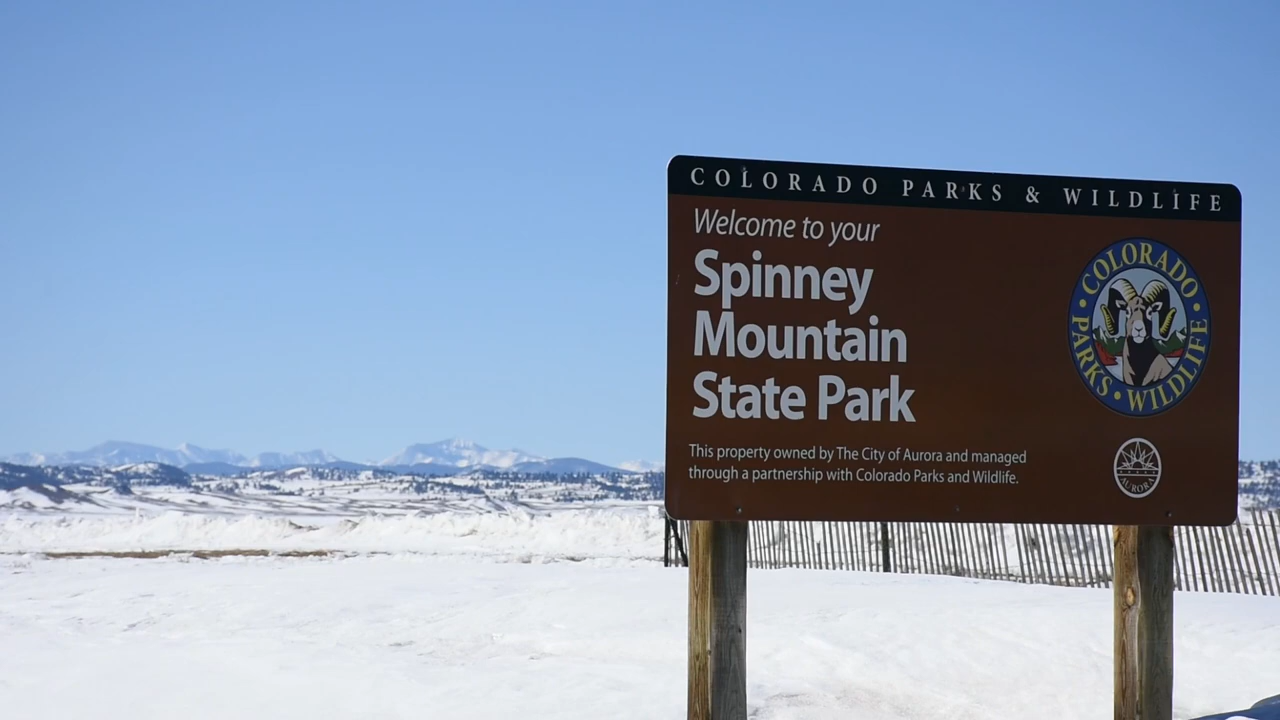 COLORADO PARKS & WILDLIFE
Welcome to your
Spinney
Mountain
State Park
This property owned by The City of Aurora and managed
through a partnership with Colorado Parks and Wildlife.
COLORADO
PARKS • WILDLIFE
AURORA